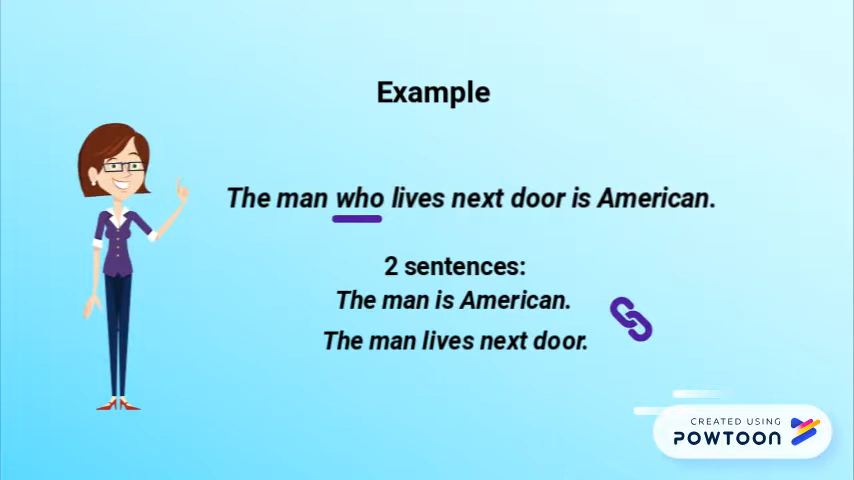 Example
The man who lives next door is American.
2 sentences:
The man is American.
The man lives next door.
CREATED USING
POWTOON